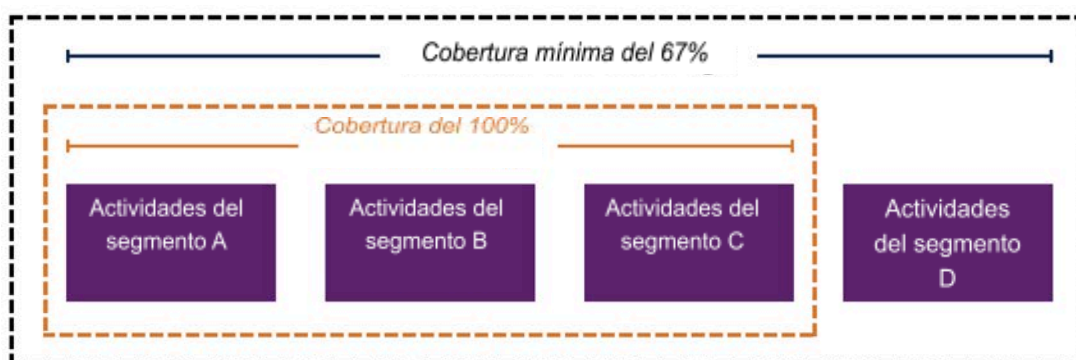 Cobertura mínima del 67%
Cobertura del 100%
Actividades del
segmento A
Actividades del
segmento B
Actividades del
segmento C
Actividades
del segmento
D